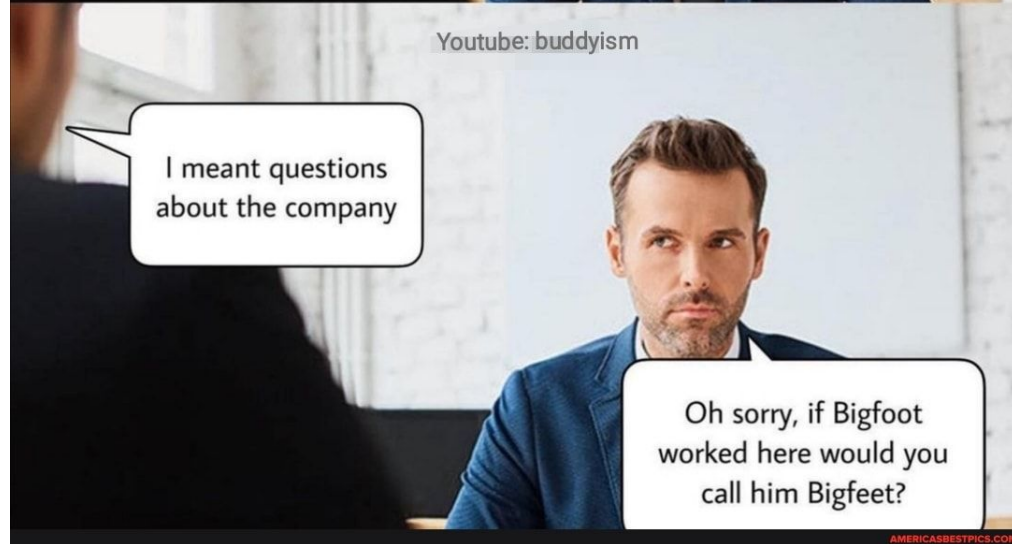 Youtube: buddyism
I meant questions
about the company
Oh sorry, if Bigfoot
worked here would you
call him Bigfeet?
AMERICASBESTPICS.COM